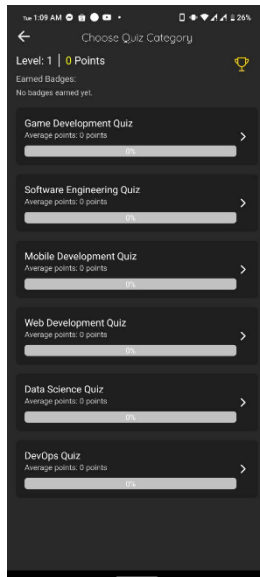 Tue 1:09 AM
26%
Choose Quiz Category
Level: 1 | 0 Points
Earned Badges:
No badges earned yet.
Game Development Quiz
Average points: 0 points
0%
Software Engineering Quiz
Average points: 0 points
0%
Mobile Development Quiz
Average points: 0 points
0%
Web Development Quiz
Average points: 0 points
0%
Data Science Quiz
Average points: 0 points
0%
DevOps Quiz
Average points: 0 points
0%